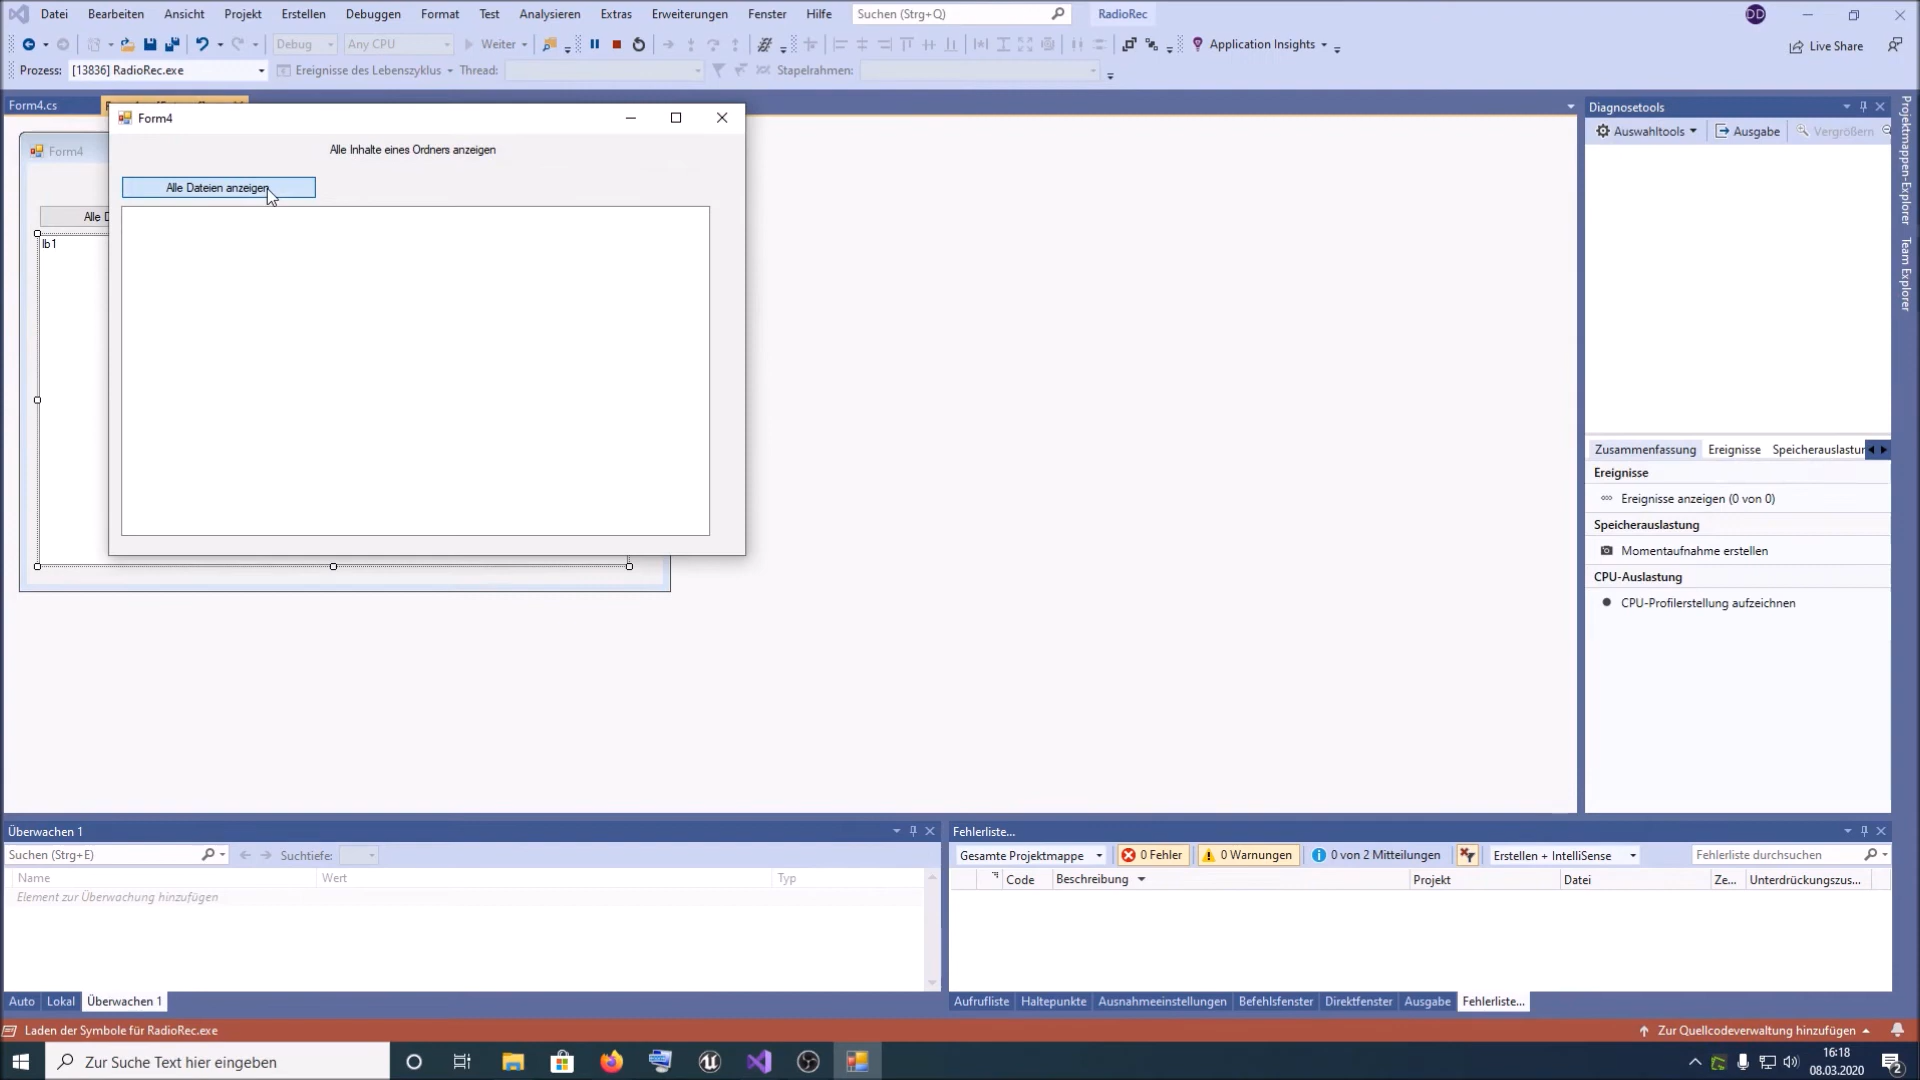 Datei Bearbeiten Ansicht Projekt Erstellen Debuggen Format Test Analysieren Extras Erweiterungen Fenster Hilfe Suchen (Strg+Q) RadioRec DD
Debug Any CPU Weiter Application Insights Live Share
Prozess: [13836] RadioRec.exe Ereignisse des Lebenszyklus Thread: Stapelrahmen:
Form4.cs
Form4
Alle Inhalte eines Ordners anzeigen
Alle Dateien anzeigen
Form4
Alle D
lb1
Diagnosetools
Auswahltools Ausgabe Vergrößern
Zusammenfassung Ereignisse Speicherauslastun
Ereignisse
Ereignisse anzeigen (0 von 0)
Speicherauslastung
Momentaufnahme erstellen
CPU-Auslastung
CPU-Profilerstellung aufzeichnen
Projektmappen-Explorer
Team Explorer
Überwachen 1
Suchen (Strg+E) Suchtiefe:
Name Wert Typ
Element zur Überwachung hinzufügen
Auto Lokal Überwachen 1
Fehlerliste...
Gesamte Projektmappe 0 Fehler 0 Warnungen 0 von 2 Mitteilungen Erstellen + IntelliSense Fehlerliste durchsuchen
Code Beschreibung Projekt Datei Ze... Unterdrückungszus...
Aufrufliste Haltepunkte Ausnahmeeinstellungen Befehlsfenster Direktfenster Ausgabe Fehlerliste...
Laden der Symbole für RadioRec.exe Zur Quellcodeverwaltung hinzufügen
Zur Suche Text hier eingeben
16:18
08.03.2020
2